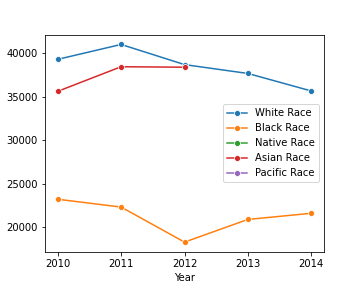 40000
35000
30000
25000
20000
White Race
Black Race
Native Race
Asian Race
Pacific Race
2010 2011 2012 2013 2014
Year